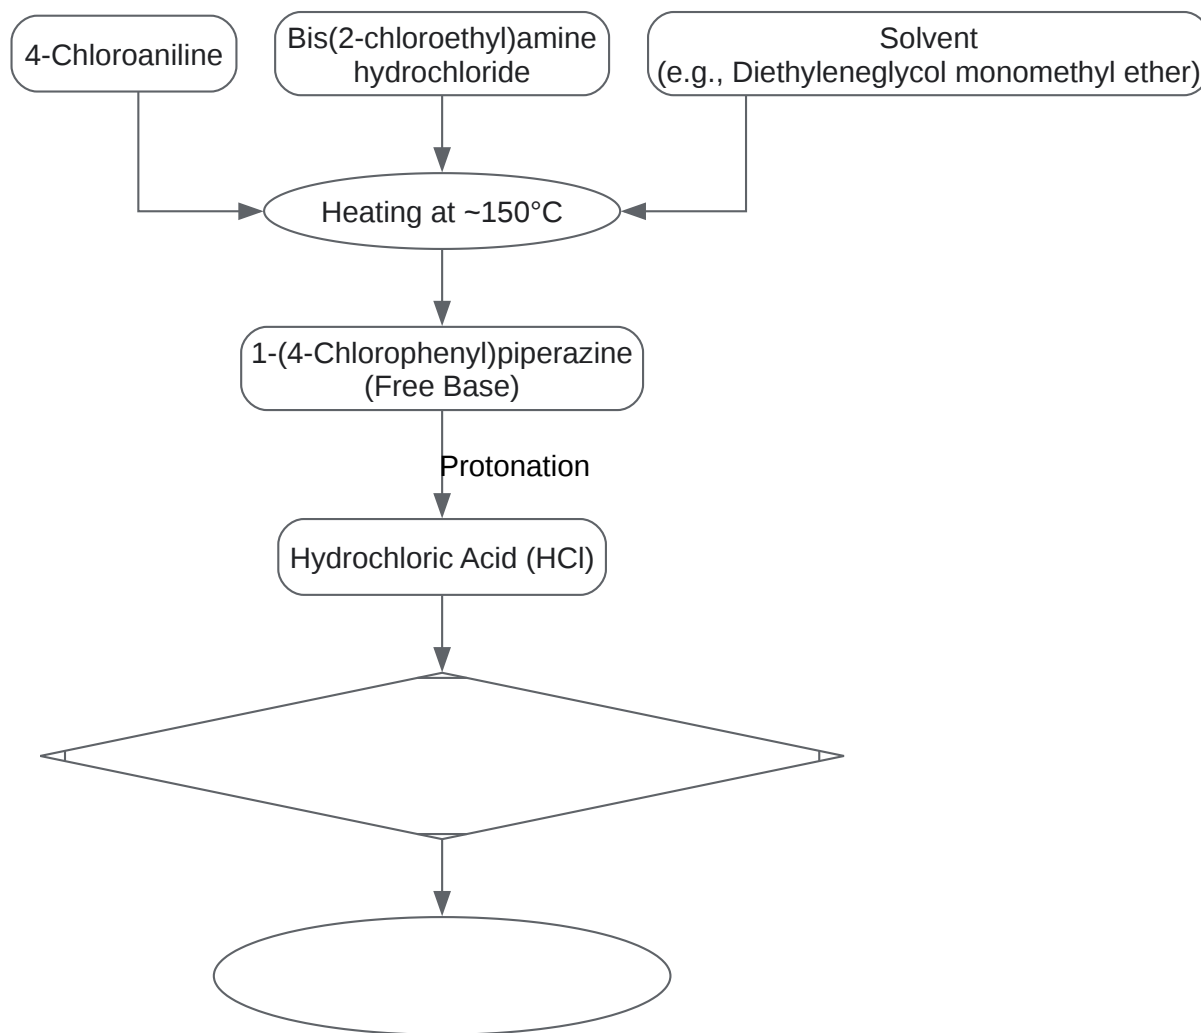 4-Chloroaniline
Bis(2-chloroethyl)amine
hydrochloride
Solvent
(e.g., Diethyleneglycol monomethyl ether)
Heating at ~150°C
1-(4-Chlorophenyl)piperazine
(Free Base)
Protonation
Hydrochloric Acid (HCl)